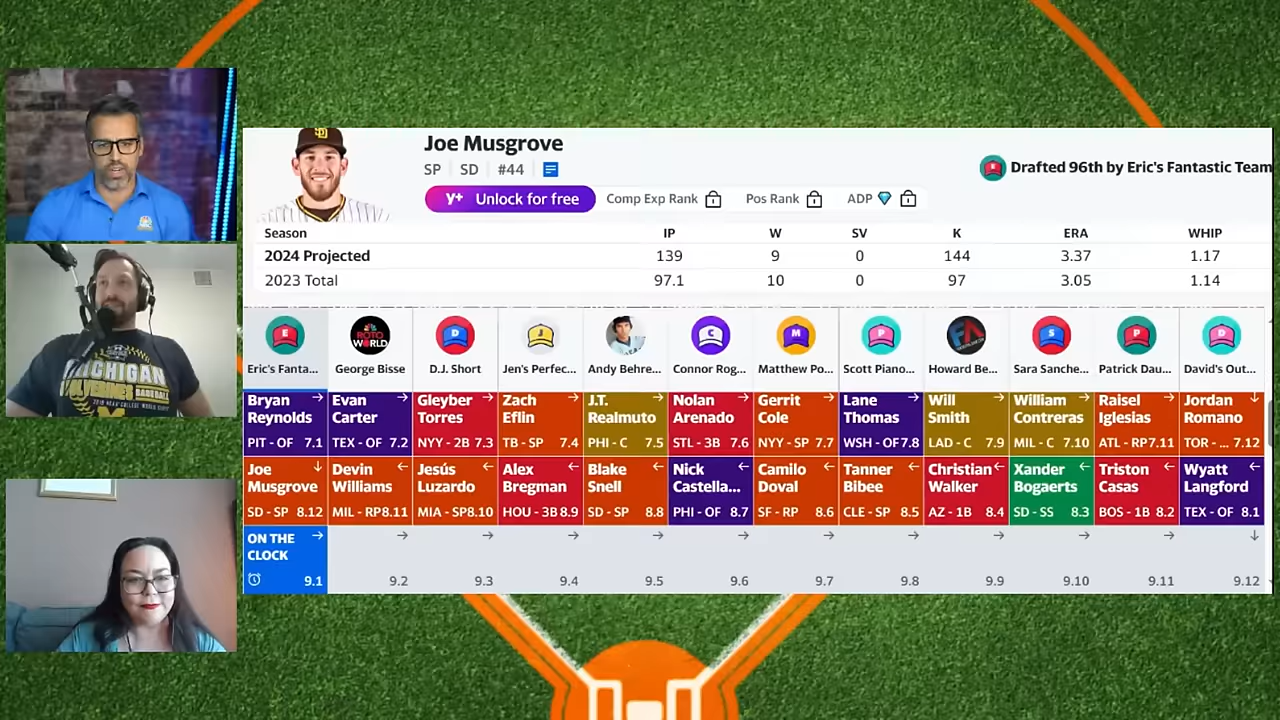 Joe Musgrove
SP SD #44
Drafted 96th by Eric's Fantastic Team
y+ Unlock for free Comp Exp Rank Pos Rank ADP
Season IP W SV K ERA WHIP
2024 Projected 139 9 0 144 3.37 1.17
2023 Total 97.1 10 0 97 3.05 1.14
E ROTO WORLD D J C M P FA S P D
Eric's Fanta... George Bisse D.J. Short Jen's Perfec... Andy Behre... Connor Rog... Matthew Po... Scott Piano... Howard Be... Sara Sanche... Patrick Dau... David's Out...
Bryan Evan Gleyber Zach J.T. Nolan Gerrit Lane Will William Raisel Jordan
Reynolds Carter Torres Eflin Realmuto Arenado Cole Thomas Smith Contreras Iglesias Romano
PIT - OF 7.1 TEX - OF 7.2 NYY - 2B 7.3 TB - SP 7.4 PHI - C 7.5 STL - 3B 7.6 NYY - SP 7.7 WSH - OF 7.8 LAD - C 7.9 MIL - C 7.10 ATL - RP 7.11 TOR - ... 7.12
Joe Devin Jesús Alex Blake Nick Camilo Tanner Christian Xander Triston Wyatt
Musgrove Williams Luzardo Bregman Snell Castella... Doval Bibee Walker Bogaerts Casas Langford
SD - SP 8.12 MIL - RP 8.11 MIA - SP 8.10 HOU - 3B 8.9 SD - SP 8.8 PHI - OF 8.7 SF - RP 8.6 CLE - SP 8.5 AZ - 1B 8.4 SD - SS 8.3 BOS - 1B 8.2 TEX - OF 8.1
ON THE
CLOCK
9.1 9.2 9.3 9.4 9.5 9.6 9.7 9.8 9.9 9.10 9.11 9.12
MICHIGAN
WOLVERINES
BASEBALL